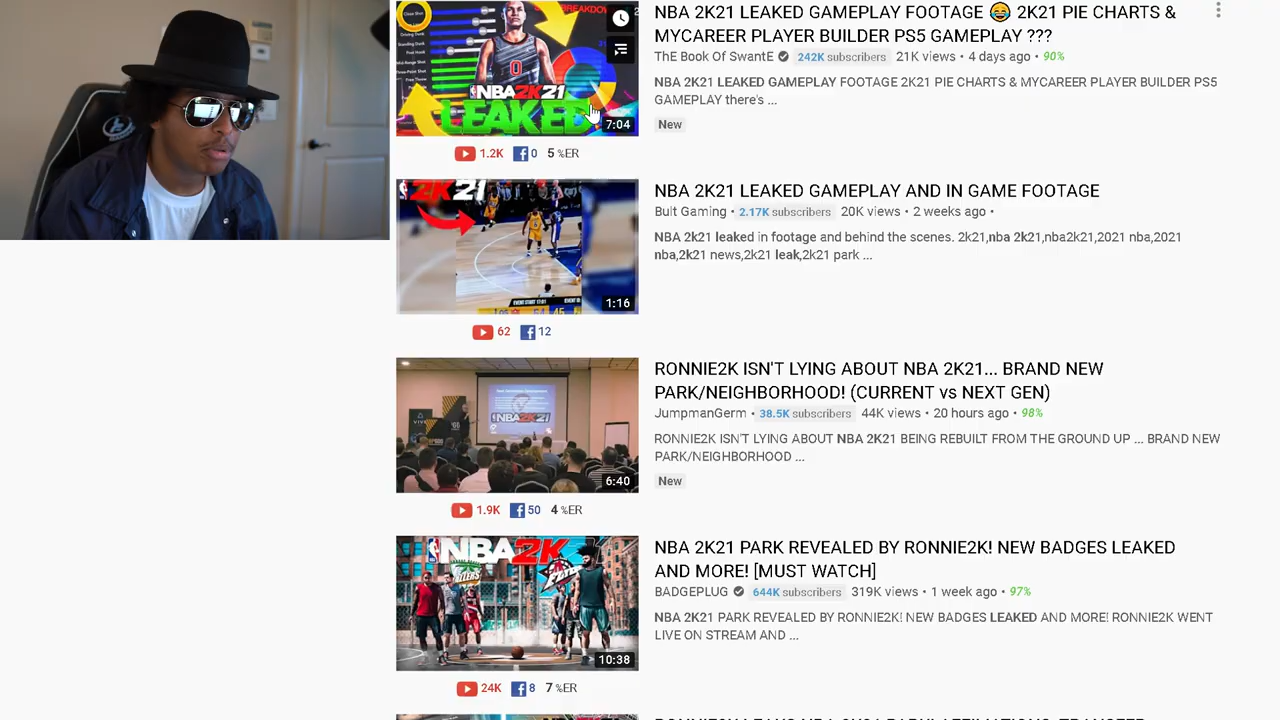 NBA 2K21 LEAKED GAMEPLAY FOOTAGE 😂 2K21 PIE CHARTS &
MYCAREER PLAYER BUILDER PS5 GAMEPLAY ???
ThE Book Of SwantE 242K subscribers 21K views • 4 days ago • 90%
NBA 2K21 LEAKED GAMEPLAY FOOTAGE 2K21 PIE CHARTS & MYCAREER PLAYER BUILDER PS5
GAMEPLAY there's ...
New
NBA2K21
LEAKED
7:04
1.2K 0 5 %ER
2K21
NBA 2K21 LEAKED GAMEPLAY AND IN GAME FOOTAGE
Bult Gaming • 2.17K subscribers 20K views • 2 weeks ago •
NBA 2k21 leaked in footage and behind the scenes. 2k21,nba 2k21,nba2k21,2021 nba,2021
nba,2k21 news,2k21 leak,2k21 park ...
1:16
62 12
RONNIE2K ISN'T LYING ABOUT NBA 2K21... BRAND NEW
PARK/NEIGHBORHOOD! (CURRENT vs NEXT GEN)
JumpmanGerm • 38.5K subscribers 44K views • 20 hours ago • 98%
RONNIE2K ISN'T LYING ABOUT NBA 2K21 BEING REBUILT FROM THE GROUND UP ... BRAND NEW
PARK/NEIGHBORHOOD ...
New
NBA2K21
6:40
1.9K 50 4 %ER
NBA2K
NBA 2K21 PARK REVEALED BY RONNIE2K! NEW BADGES LEAKED
AND MORE! [MUST WATCH]
BADGEPLUG 644K subscribers 319K views • 1 week ago • 97%
NBA 2K21 PARK REVEALED BY RONNIE2K! NEW BADGES LEAKED AND MORE! RONNIE2K WENT
LIVE ON STREAM AND ...
10:38
24K 8 7 %ER